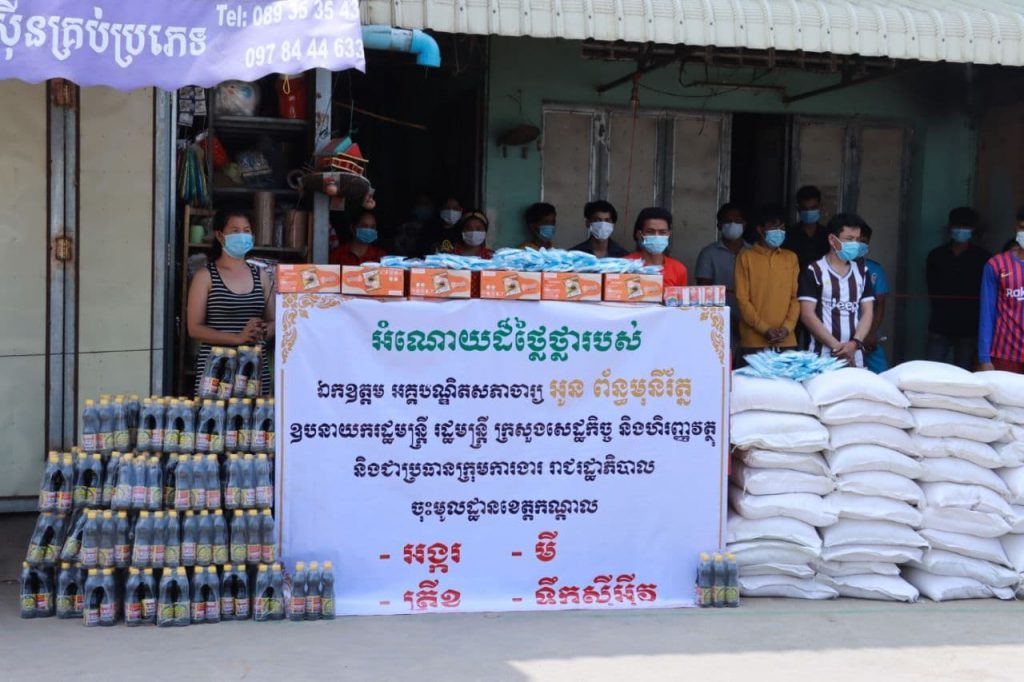 ស៊ីនគ្រប់ប្រភេទ
Tel: 089 35 35 43
097 84 44 633
អំណោយដ៏ថ្លៃថ្លារបស់
ឯកឧត្តម អគ្គបណ្ឌិតសភាចារ្យ អូន ព័ន្ធមុនីរ័ត្ន
ឧបនាយករដ្ឋមន្ត្រី រដ្ឋមន្ត្រី ក្រសួងសេដ្ឋកិច្ច និងហិរញ្ញវត្ថុ
និងជាប្រធានក្រុមការងារ រាជរដ្ឋាភិបាល
ចុះមូលដ្ឋានខេត្តកណ្តាល
- អង្ករ - មី
- ត្រីខ - ទឹកស៊ីអ៊ីវ
Jeep
Rak